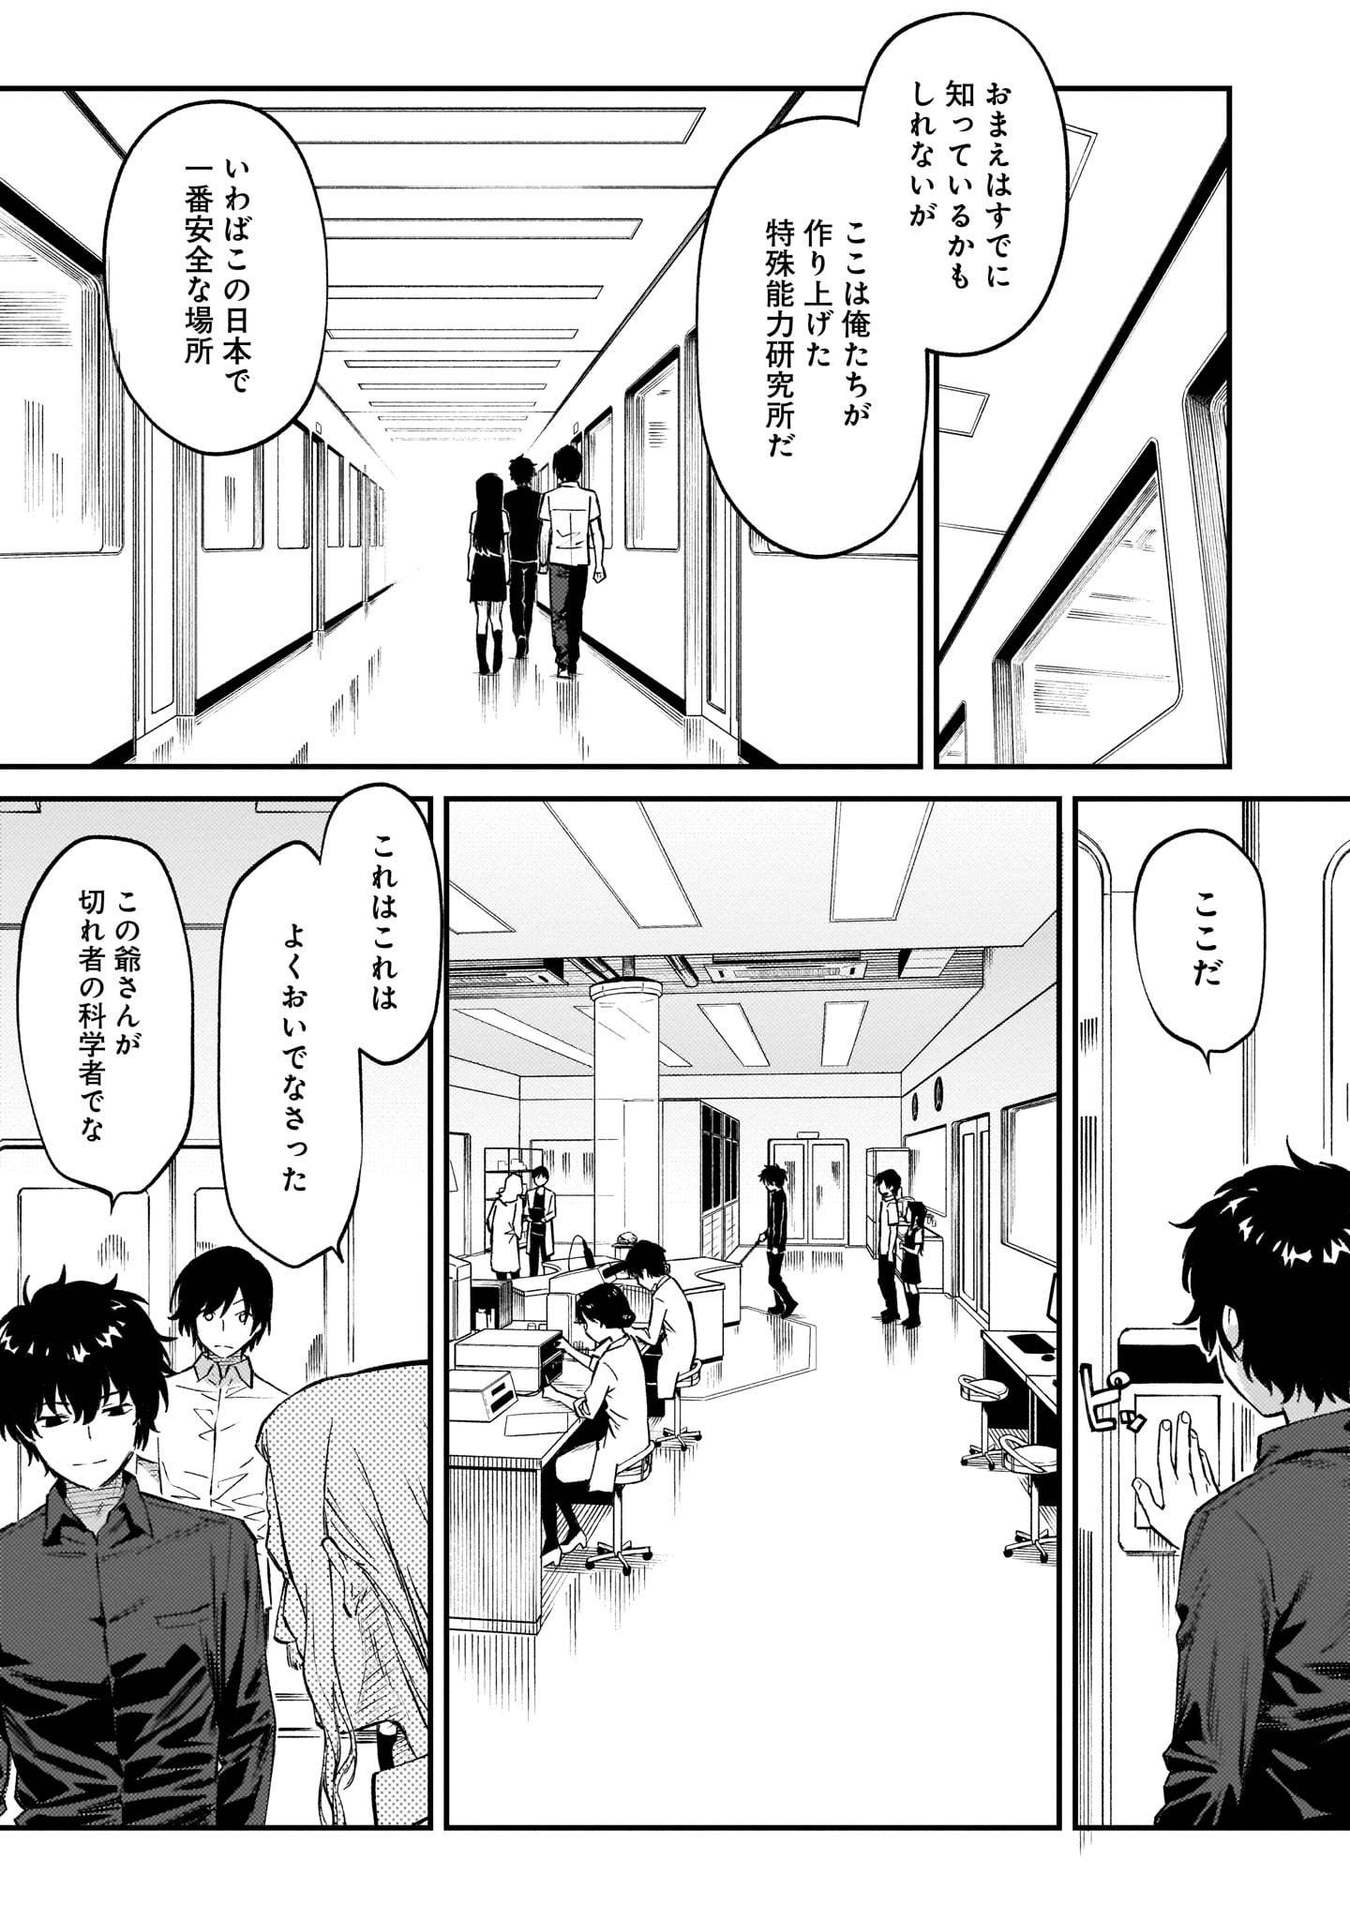 おまえはすでに
知っているかも
しれないが
ここは俺たちが
作り上げた
特殊能力研究所だ
いわばこの日本で
一番安全な場所
ここだ
ピピッ
これはこれは
よくおいでなさった
この爺さんが
切れ者の科学者でな